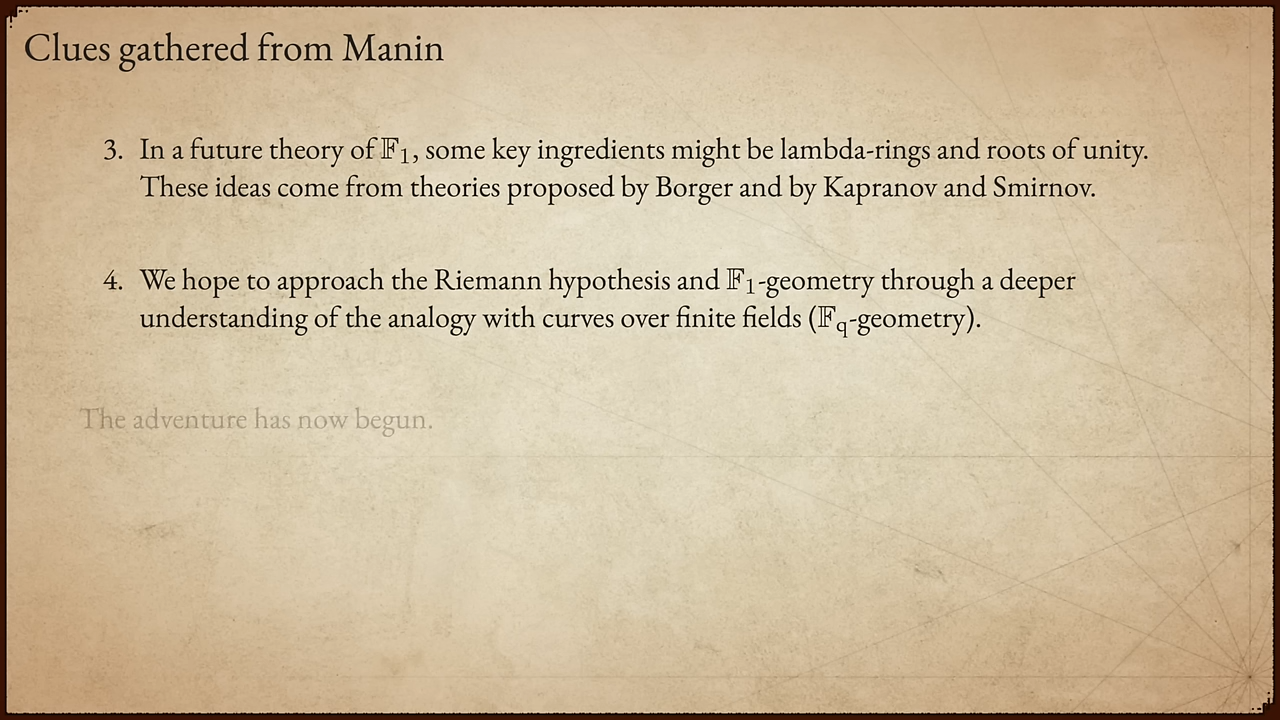 Clues gathered from Manin
3. In a future theory of 𝔽₁, some key ingredients might be lambda-rings and roots of unity.
These ideas come from theories proposed by Borger and by Kapranov and Smirnov.
4. We hope to approach the Riemann hypothesis and 𝔽₁-geometry through a deeper
understanding of the analogy with curves over finite fields (𝔽q-geometry).
The adventure has now begun.